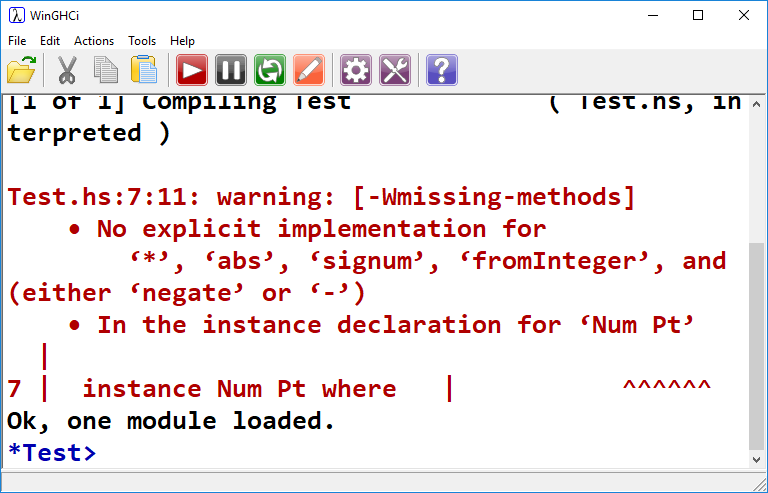 WinGHCi
File Edit Actions Tools Help
[1 of 1] Compiling Test ( Test.hs, in
terpreted )
Test.hs:7:11: warning: [-Wmissing-methods]
• No explicit implementation for
‘*’, ‘abs’, ‘signum’, ‘fromInteger’, and
(either ‘negate’ or ‘-’)
• In the instance declaration for ‘Num Pt’
|
7 | instance Num Pt where | ^^^^^^
Ok, one module loaded.
*Test>